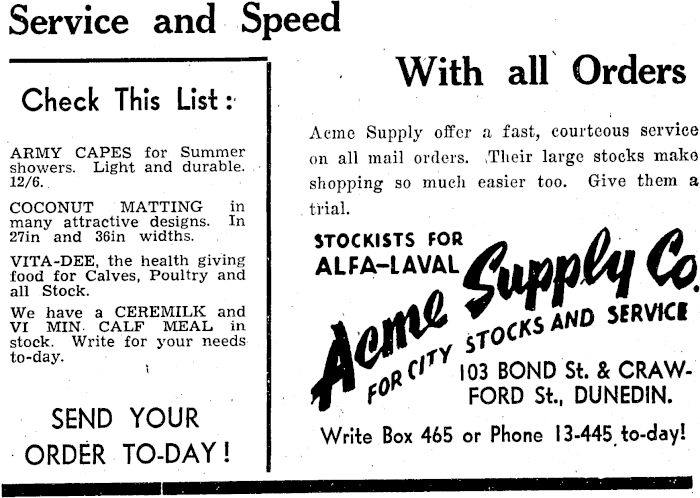 Service and Speed
With all Orders
Check This List:
ARMY CAPES for Summer
showers. Light and durable.
12/6.
COCONUT MATTING in
many attractive designs. In
27in and 36in widths.
VITA-DEE, the health giving
food for Calves, Poultry and
all Stock.
We have a CEREMILK and
VI MIN CALF MEAL in
stock. Write for your needs
to-day.
SEND YOUR
ORDER TO-DAY!
Acme Supply offer a fast, courteous service
on all mail orders. Their large stocks make
shopping so much easier too. Give them a
trial.
STOCKISTS FOR
ALFA-LAVAL
Acme Supply Co.
FOR CITY STOCKS AND SERVICE
103 BOND St. & CRAW-
FORD St., DUNEDIN.
Write Box 465 or Phone 13-445 to-day!